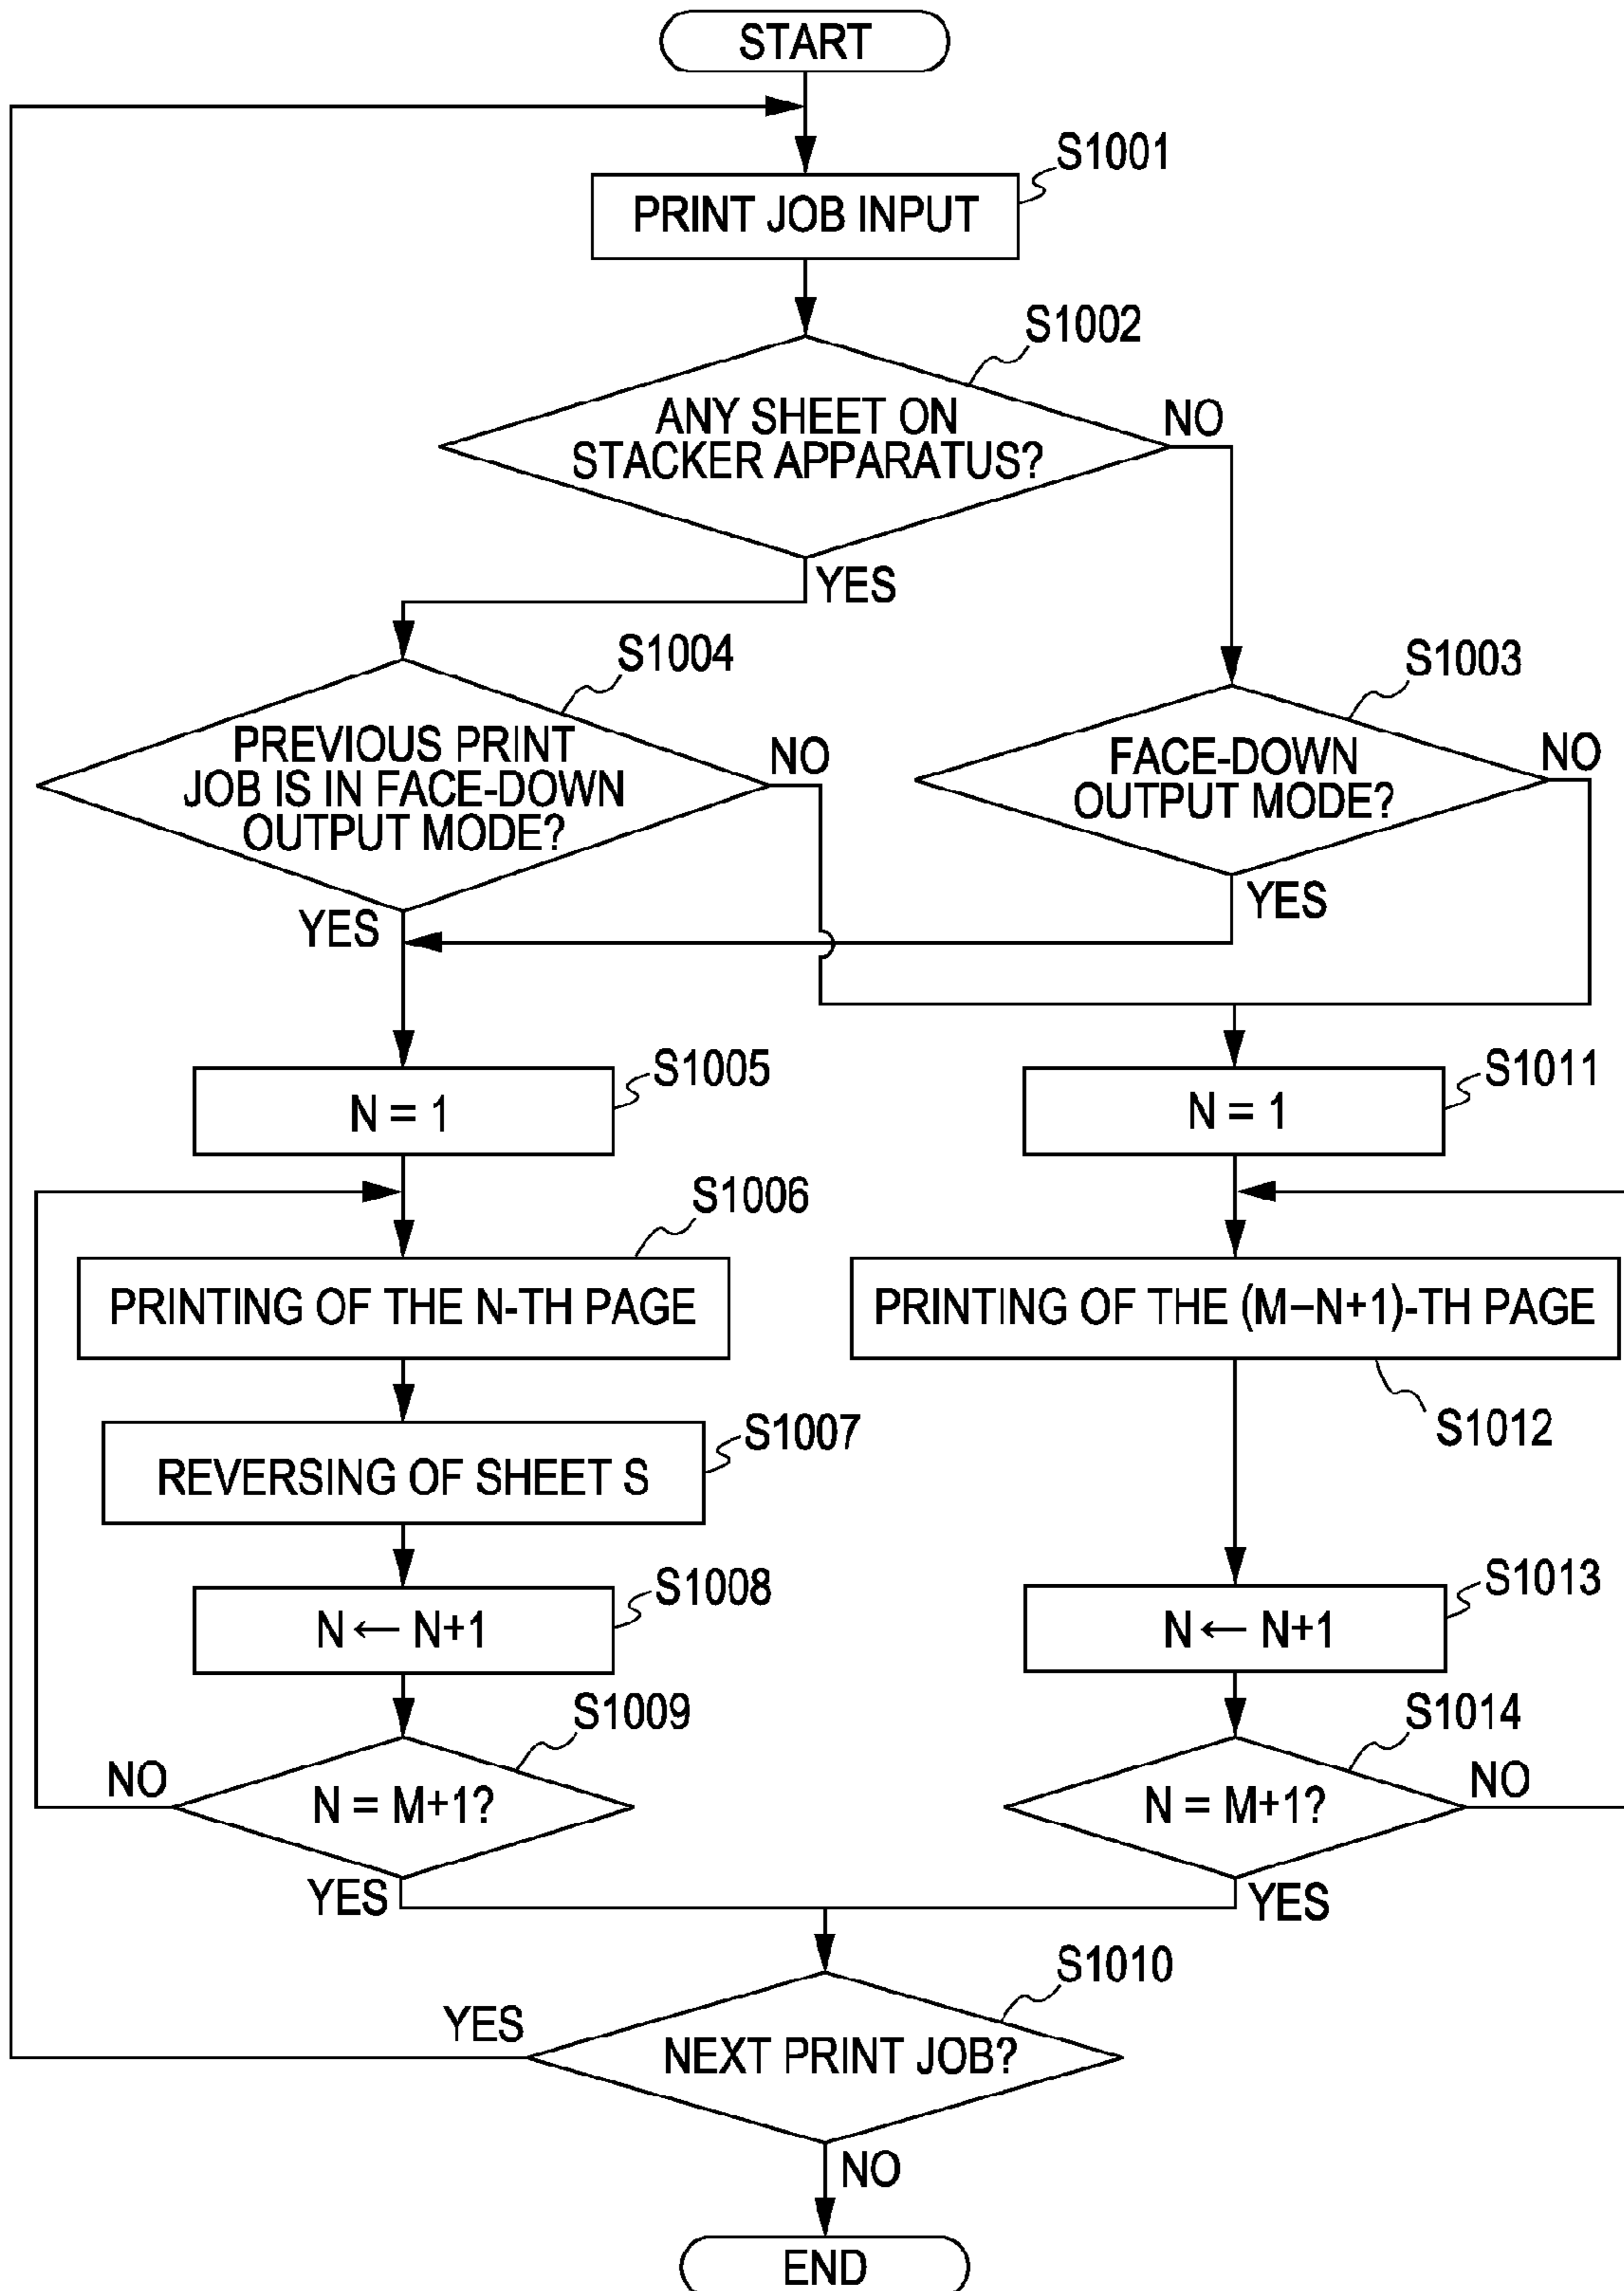 START
S1001
PRINT JOB INPUT
S1002
ANY SHEET ON
STACKER APPARATUS?
NO
YES
S1004
S1003
PREVIOUS PRINT
JOB IS IN FACE-DOWN
OUTPUT MODE?
NO
FACE-DOWN
OUTPUT MODE?
NO
YES
YES
S1005
S1011
N = 1
N = 1
S1006
PRINTING OF THE N-TH PAGE
PRINTING OF THE (M–N+1)-TH PAGE
S1012
S1007
REVERSING OF SHEET S
S1008
S1013
N ← N+1
N ← N+1
S1009
S1014
NO
N = M+1?
N = M+1?
NO
YES
YES
S1010
YES
NEXT PRINT JOB?
NO
END